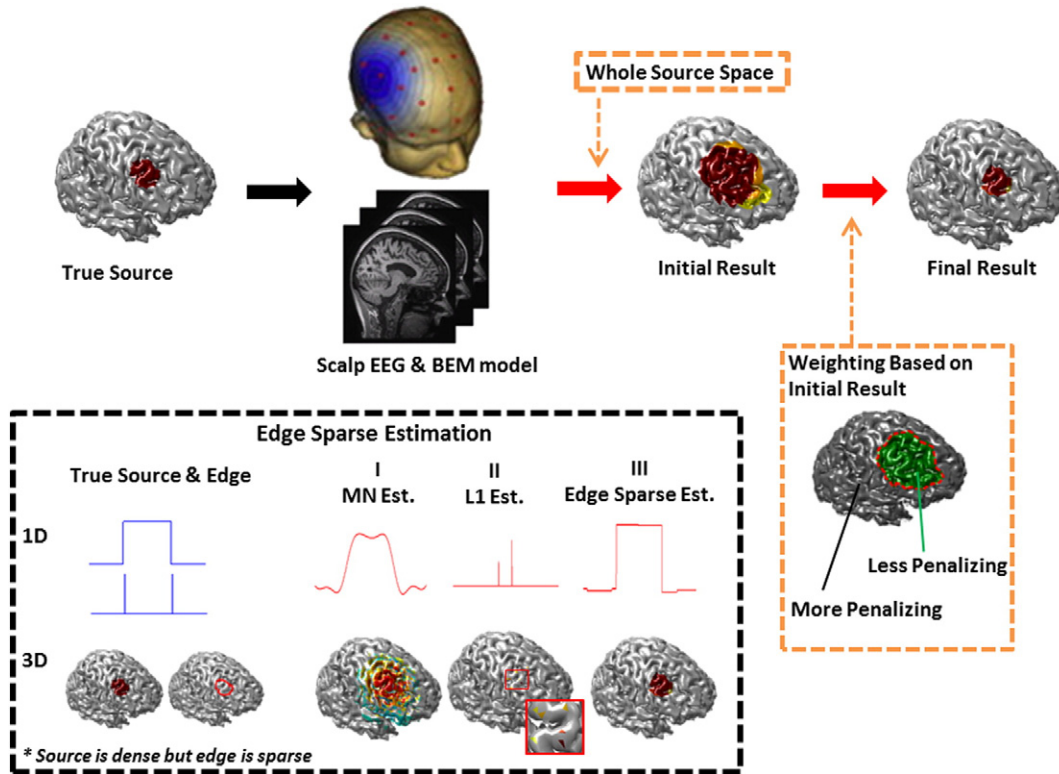 Whole Source Space
True Source
Initial Result
Final Result
Scalp EEG & BEM model
Weighting Based on
Initial Result
Less Penalizing
More Penalizing
Edge Sparse Estimation
True Source & Edge
I
MN Est.
II
L1 Est.
III
Edge Sparse Est.
1D
3D
* Source is dense but edge is sparse